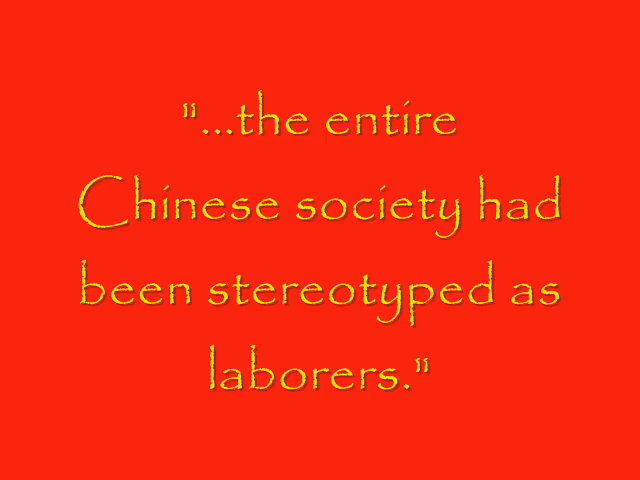 "...the entire
Chinese society had
been stereotyped as
laborers."